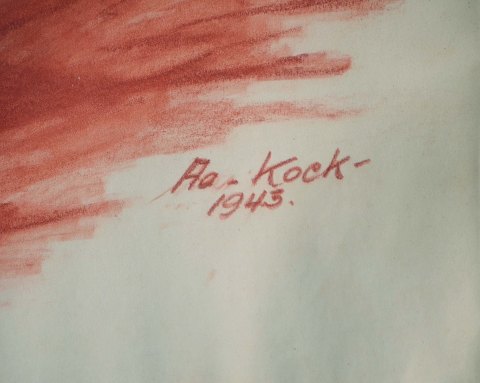 Aa- Kock-
1943.